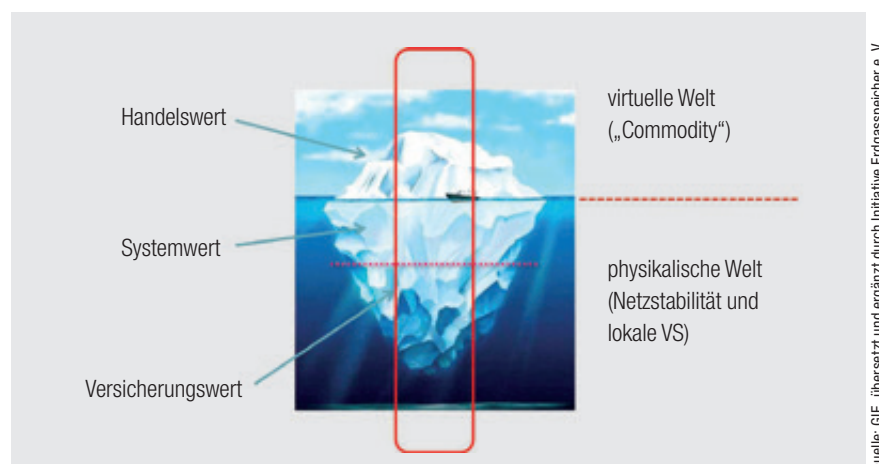 Handelswert
Systemwert
Versicherungswert
virtuelle Welt
(„Commodity“)
physikalische Welt
(Netzstabilität und
lokale VS)
GIE, übersetzt und ergänzt durch Initiative Erdgasspeicher e. V.